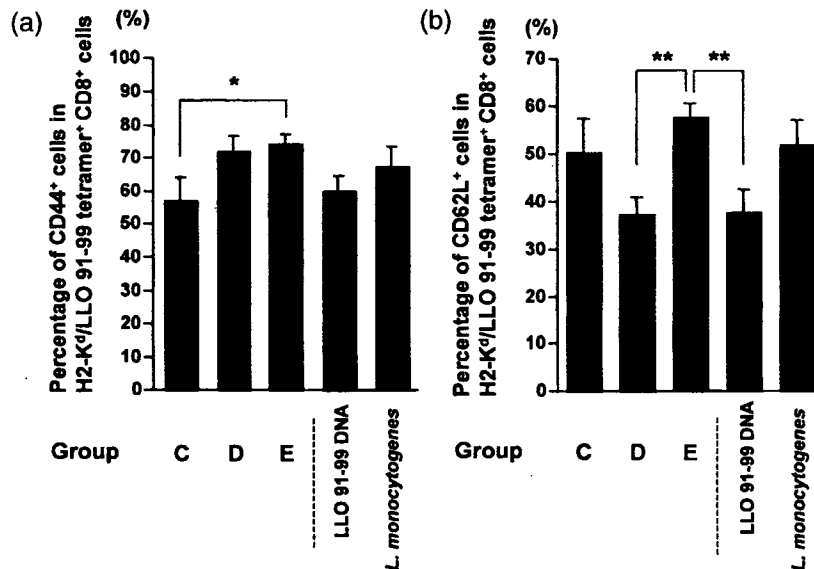 (a)
(%)
Percentage of CD44+ cells in
H2-Kd/LLO 91-99 tetramer+ CD8+ cells
100
90
80
70
60
50
40
30
20
10
0
*
Group
C
D
E
LLO 91-99 DNA
L. monocytogenes
(b)
(%)
Percentage of CD62L+ cells in
H2-Kd/LLO 91-99 tetramer+ CD8+ cells
70
60
50
40
30
20
10
0
**
**
Group
C
D
E
LLO 91-99 DNA
L. monocytogenes